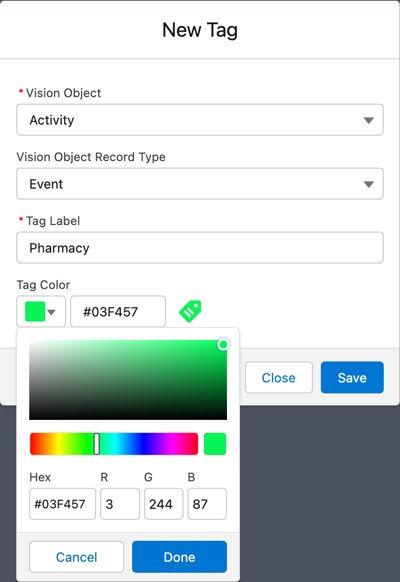 New Tag
* Vision Object
Activity
Vision Object Record Type
Event
* Tag Label
Pharmacy
Tag Color
#03F457
Close Save
Hex R G B
#03F457 3 244 87
Cancel Done